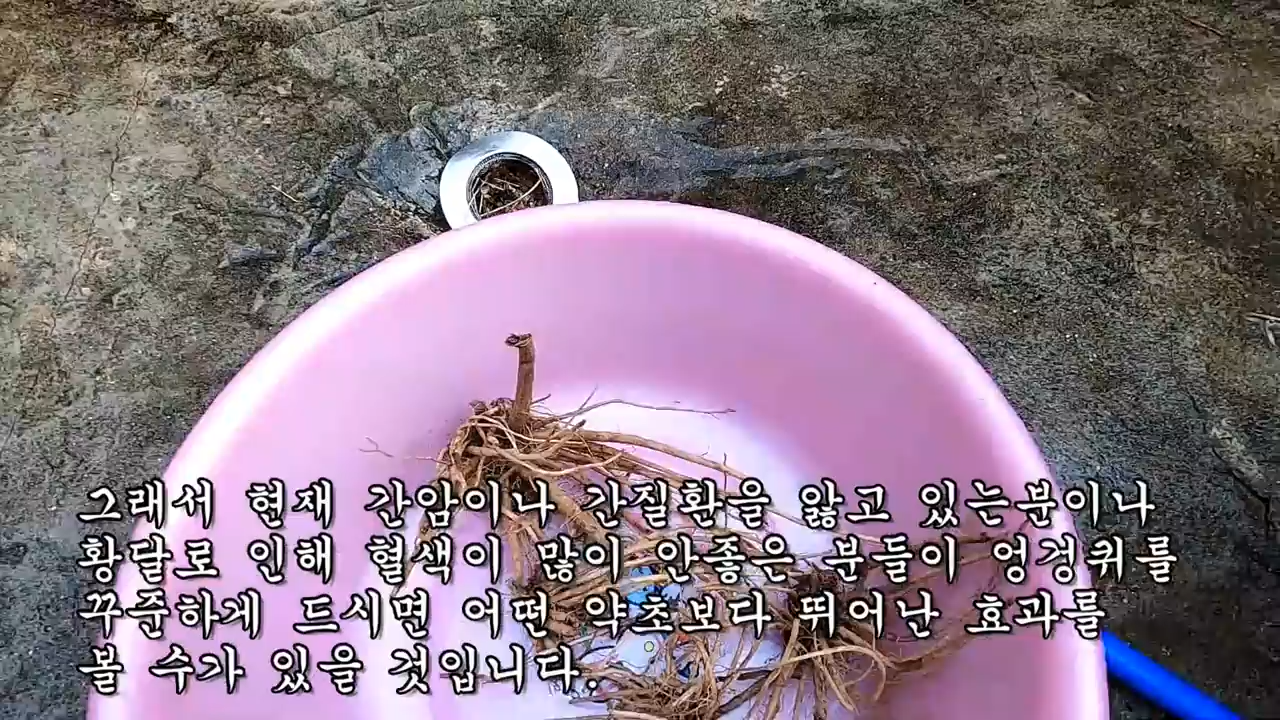 그래서 현재 간암이나 간질환을 앓고 있는분이나
황달로 인해 혈색이 많이 안좋은 분들이 엉겅퀴를
꾸준하게 드시면 어떤 약초보다 뛰어난 효과를
볼 수가 있을 것입니다.